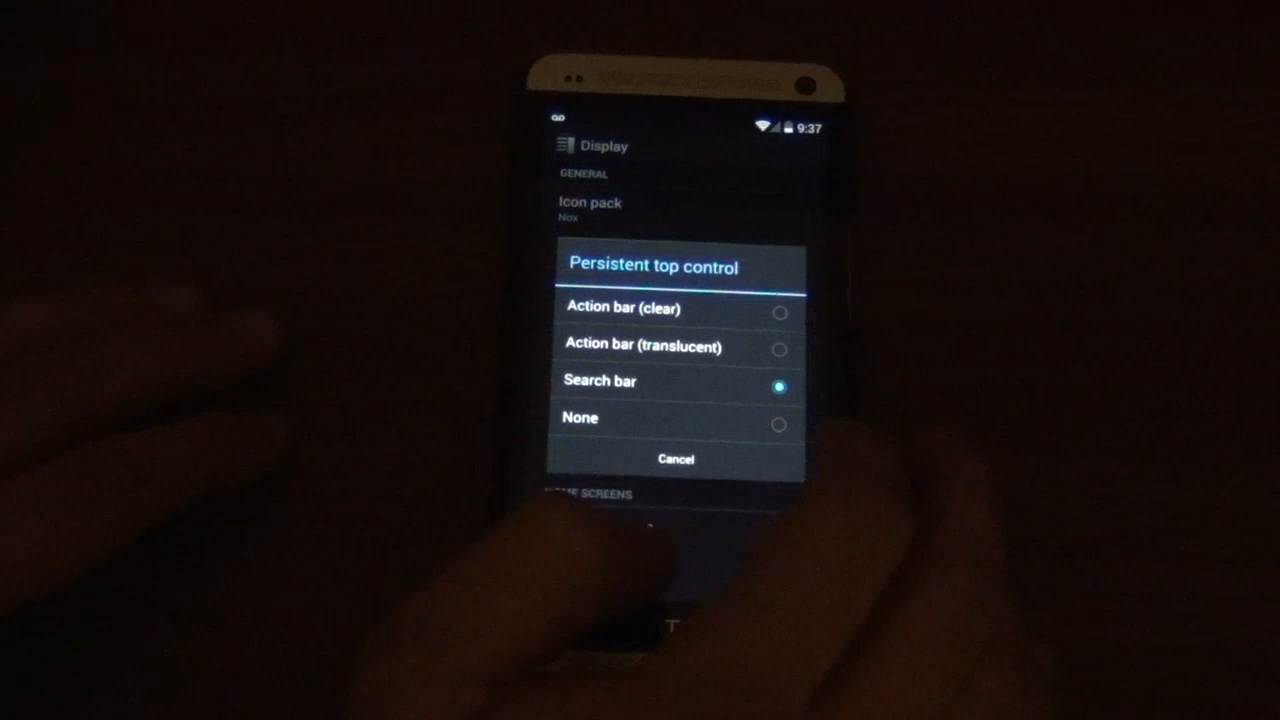 9:37
Display
GENERAL
Icon pack
Nox
Persistent top control
Action bar (clear)
Action bar (translucent)
Search bar
None
Cancel
SCREENS